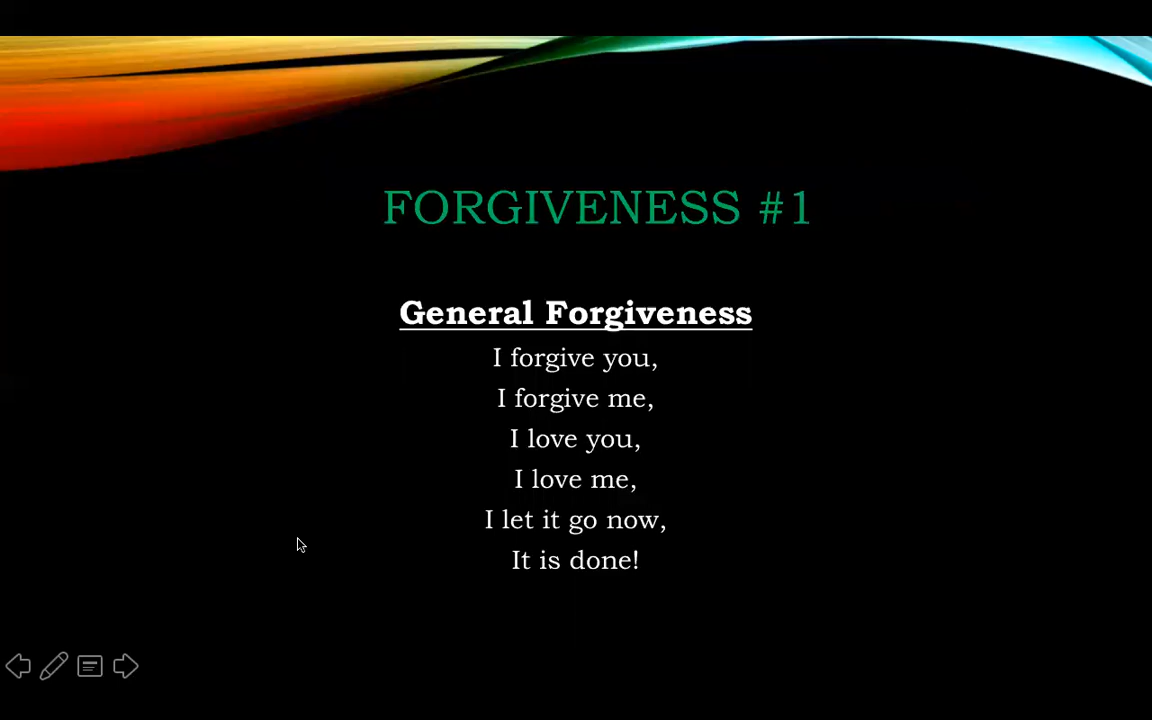 FORGIVENESS #1
General Forgiveness
I forgive you,
I forgive me,
I love you,
I love me,
I let it go now,
It is done!